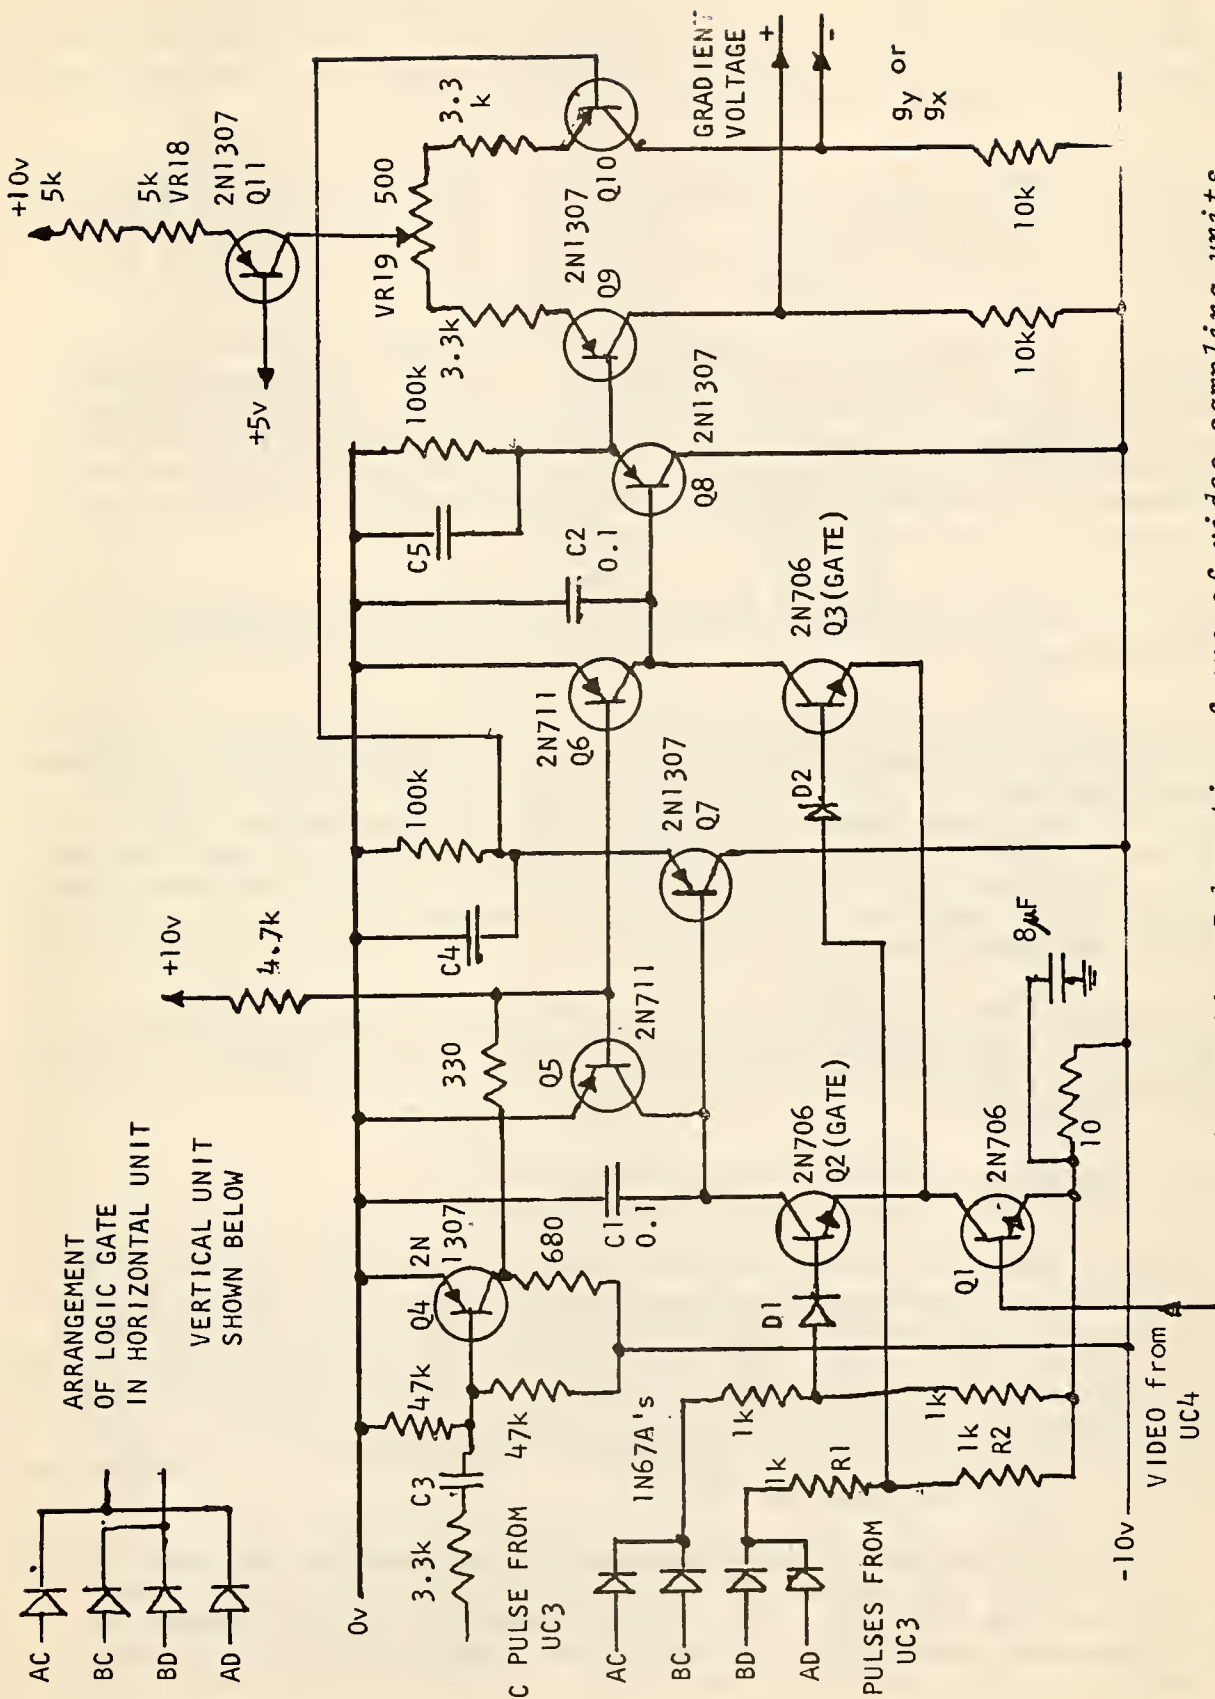 ARRANGEMENT
OF LOGIC GATE
IN HORIZONTAL UNIT
VERTICAL UNIT
SHOWN BELOW
AC
BC
BD
AD
+10v
5k
5k
VR18
2N1307
Q11
+5v
+10v
4.7k
0v
3.3k
C3
47k
47k
Q4
2N
1307
680
330
C PULSE FROM
UC3
C1
0.1
Q5
2N711
C4
100k
2N711
Q6
2N1307
Q7
C5
100k
C2
0.1
Q8
2N1307
VR19
500
3.3k
3.3
k
2N1307
Q9
Q10
GRADIENT
VOLTAGE
+
-
gy or
gx
10k
10k
AC
BC
BD
AD
1N67A's
PULSES FROM
UC3
1k
1k
R1
1k
1k
R2
D1
2N706
Q2(GATE)
D2
2N706
Q3(GATE)
Q1
2N706
10
8µF
-10v
VIDEO from
UC4
of video sampling units